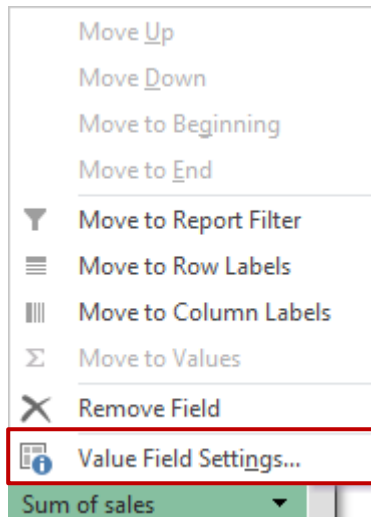 Move Up
Move Down
Move to Beginning
Move to End
Move to Report Filter
Move to Row Labels
Move to Column Labels
Σ Move to Values
Remove Field
Value Field Settings...
Sum of sales